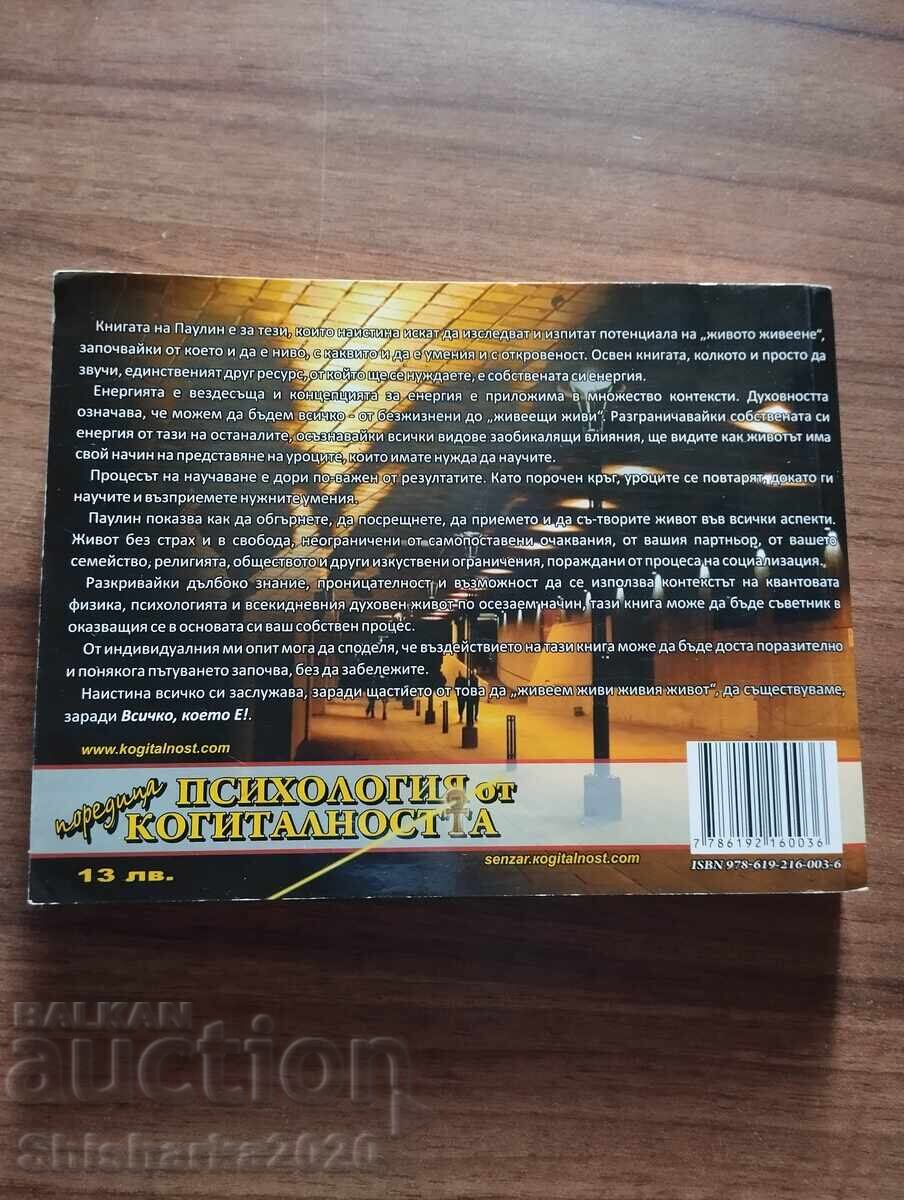 Книгата на Паулин е за тези, които наистина искат да изследват и изпитат потенциала на „живото живеене“,
започвайки от което и да е ниво, с каквито и да е умения и с откровеност. Освен книгата, колкото и просто да
звучи, единственият друг ресурс, от който ще се нуждаете, е собствената си енергия.
Енергията е вездесъща и концепцията за енергия е приложима в множество контексти. Духовността
означава, че можем да бъдем всичко - от безжизнени до „живеещи живи“. Разграничавайки собствената си
енергия от тази на останалите, осъзнавайки всички видове заобикалящи влияния, ще видите как животът има
свой начин на представяне на уроците, които имате нужда да научите.
Процесът на научаване е дори по-важен от резултатите. Като порочен кръг, уроците се повтарят, докато ги
научите и възприемете нужните умения.
Паулин показва как да обгърнете, да посрещнете, да приемето и да съ-творите живот във всички аспекти.
Живот без страх и в свобода, неограничени от самопоставени очаквания, от вашия партньор, от вашето
семейство, религията, обществото и други изкуствени ограничения, пораждани от процеса на социализация.
Разкривайки дълбоко знание, проницателност и възможност да се използва контекстът на квантовата
физика, психологията и всекидневния духовен живот по осезаем начин, тази книга може да бъде съветник в
оказващия се в основата си ваш собствен процес.
От индивидуалния ми опит мога да споделя, че въздействието на тази книга може да бъде доста поразително
и понякога пътуването започва, без да забележите.
Наистина всичко си заслужава, заради щастието от това да „живеем живи живия живот“, да съществуваме,
заради Всичко, което Е!.
www.kogitalnost.com
поредица ПСИХОЛОГИЯ от
КОГИТАЛНОСТТА
senzar.kogitalnost.com
13 лв.
7 786192 160036
ISBN 978-619-216-003-6
BALKAN
auction
Shisharka2020